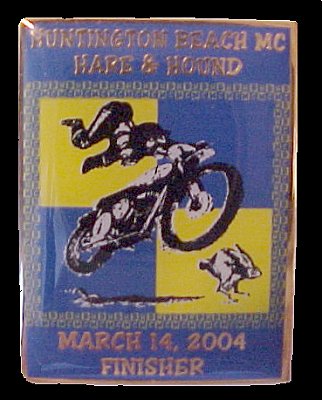 HUNTINGTON BEACH MC
HARE & HOUND
MARCH 14, 2004
FINISHER